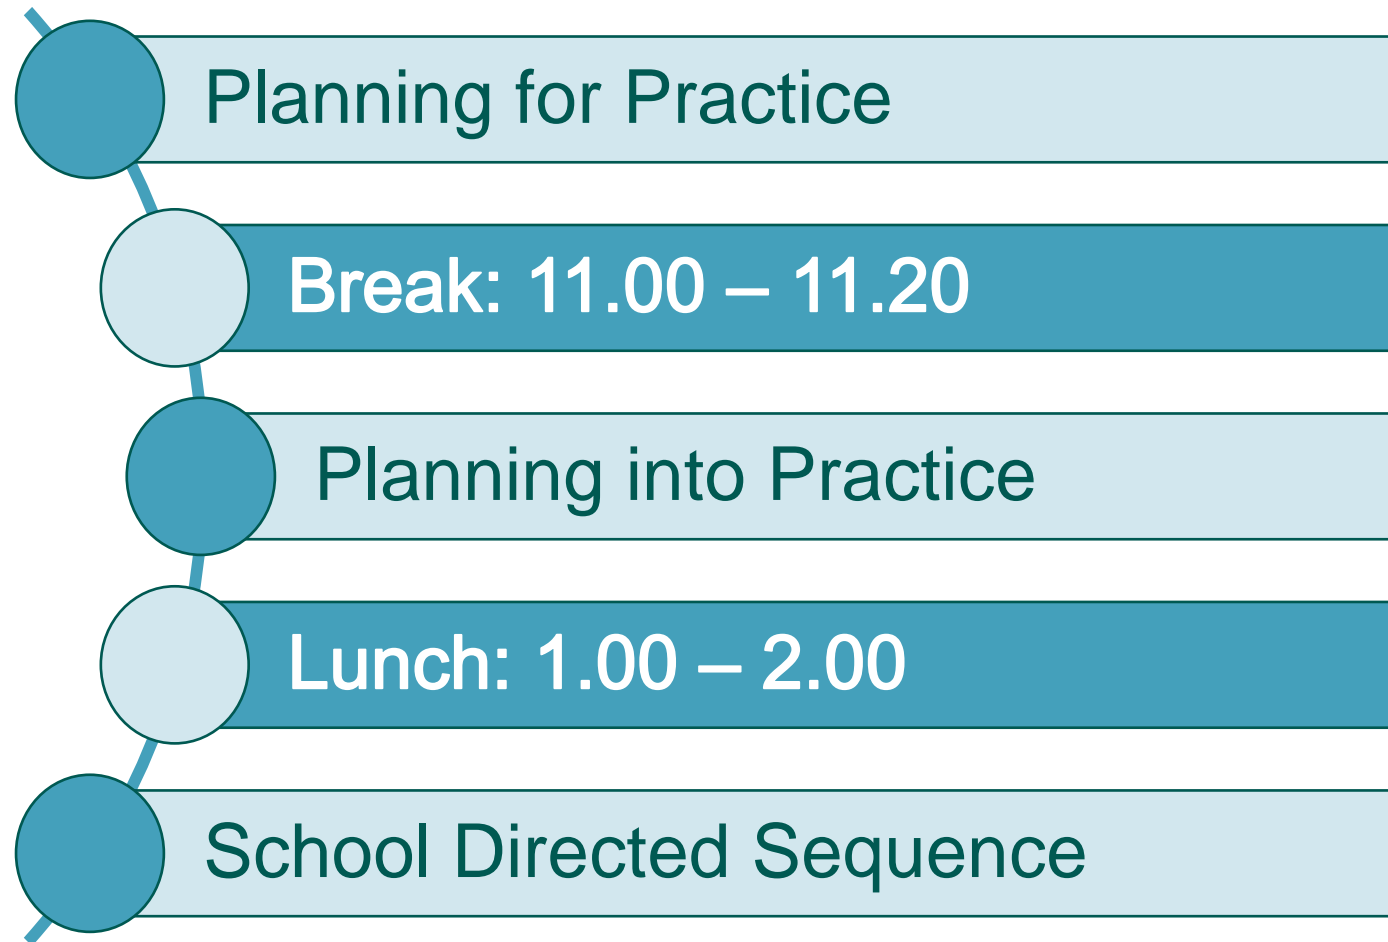 Planning for Practice
Break: 11.00 – 11.20
Planning into Practice
Lunch: 1.00 – 2.00
School Directed Sequence